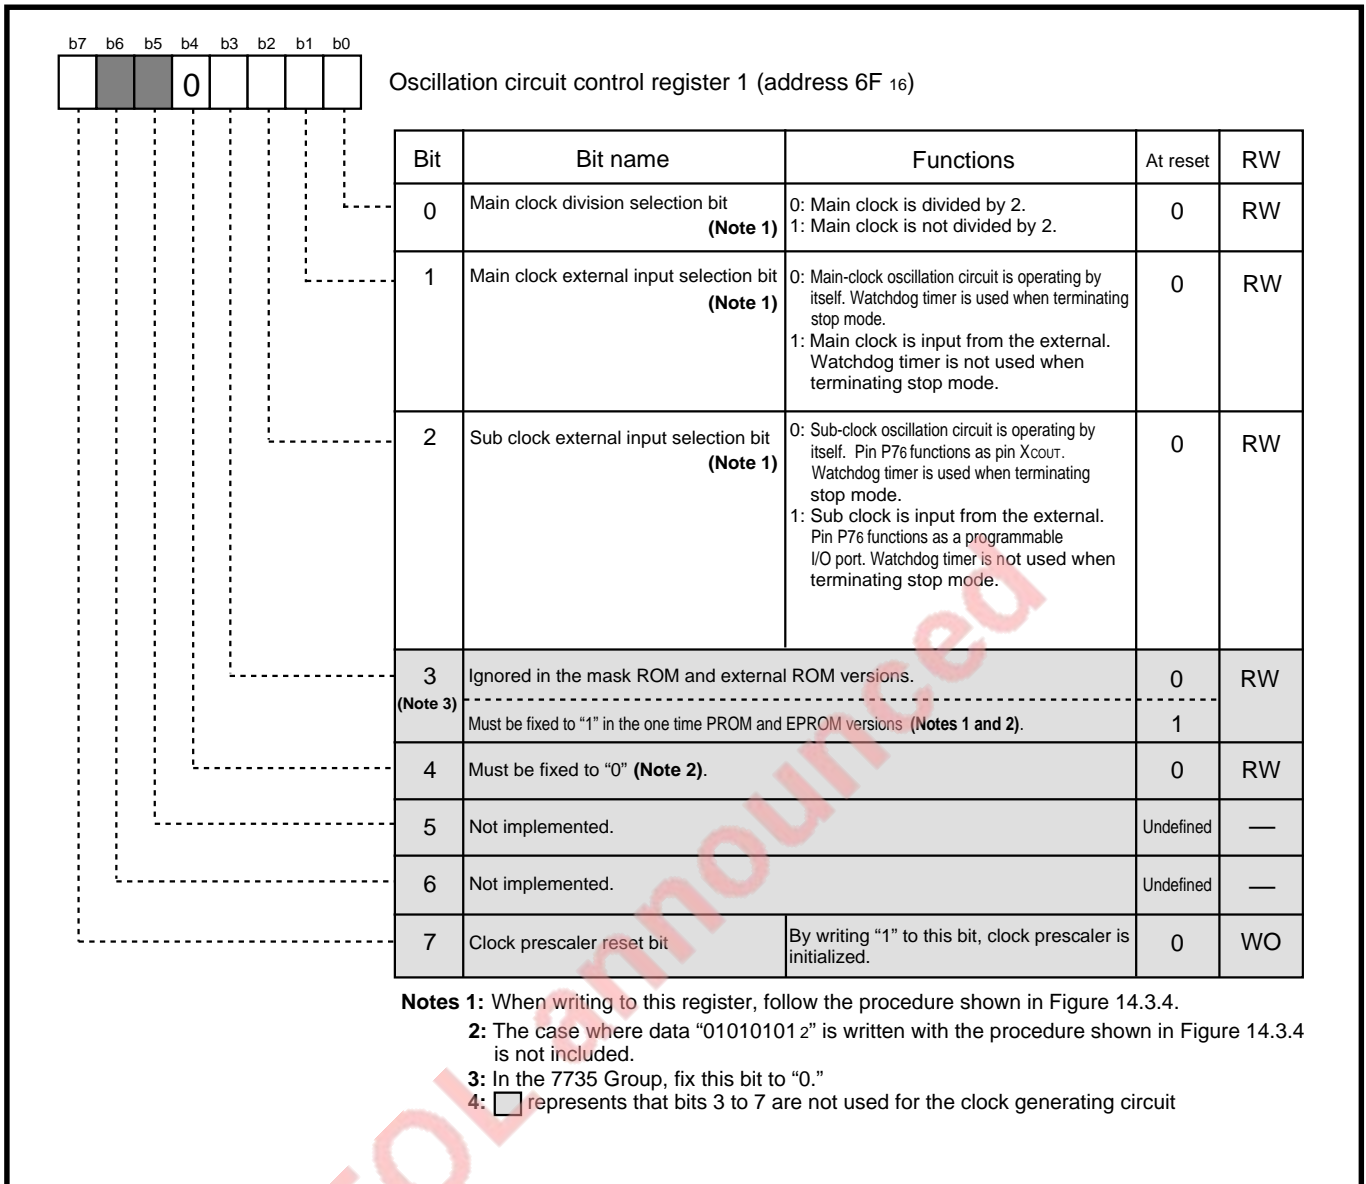 b7 b6 b5 b4 b3 b2 b1 b0
0
Oscillation circuit control register 1 (address 6F 16)
Bit Bit name Functions At reset RW
0 Main clock division selection bit (Note 1) 0: Main clock is divided by 2.
1: Main clock is not divided by 2.
0 RW
1 Main clock external input selection bit (Note 1) 0: Main-clock oscillation circuit is operating by
itself. Watchdog timer is used when terminating
stop mode.
1: Main clock is input from the external.
Watchdog timer is not used when
terminating stop mode.
0 RW
2 Sub clock external input selection bit (Note 1) 0: Sub-clock oscillation circuit is operating by
itself. Pin P76 functions as pin XCOUT.
Watchdog timer is used when terminating
stop mode.
1: Sub clock is input from the external.
Pin P76 functions as a programmable
I/O port. Watchdog timer is not used when
terminating stop mode.
0 RW
3 (Note 3) Ignored in the mask ROM and external ROM versions. 0 RW
Must be fixed to “1” in the one time PROM and EPROM versions (Notes 1 and 2). 1
4 Must be fixed to “0” (Note 2). 0 RW
5 Not implemented. Undefined —
6 Not implemented. Undefined —
7 Clock prescaler reset bit By writing “1” to this bit, clock prescaler is
initialized.
0 WO
Notes 1: When writing to this register, follow the procedure shown in Figure 14.3.4.
2: The case where data “01010101 2” is written with the procedure shown in Figure 14.3.4
is not included.
3: In the 7735 Group, fix this bit to “0.”
4: represents that bits 3 to 7 are not used for the clock generating circuit
EOL announced